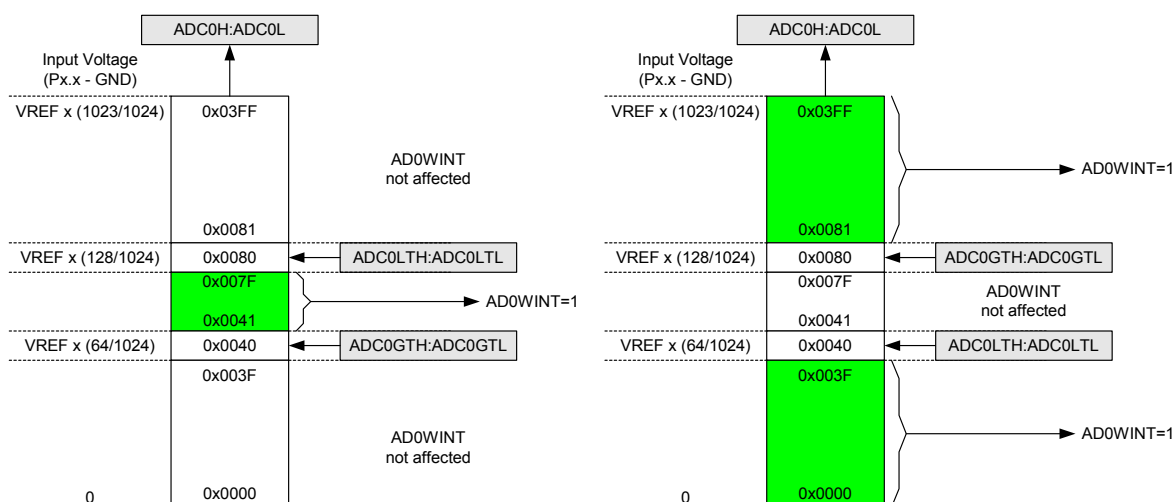 ADC0H:ADC0L
Input Voltage
(Px.x - GND)
VREF x (1023/1024)
0x03FF
AD0WINT
not affected
0x0081
VREF x (128/1024)
0x0080
ADC0LTH:ADC0LTL
0x007F
AD0WINT=1
0x0041
VREF x (64/1024)
0x0040
ADC0GTH:ADC0GTL
0x003F
AD0WINT
not affected
0
0x0000
ADC0H:ADC0L
Input Voltage
(Px.x - GND)
VREF x (1023/1024)
0x03FF
AD0WINT=1
0x0081
VREF x (128/1024)
0x0080
ADC0GTH:ADC0GTL
0x007F
AD0WINT
not affected
0x0041
VREF x (64/1024)
0x0040
ADC0LTH:ADC0LTL
0x003F
AD0WINT=1
0
0x0000